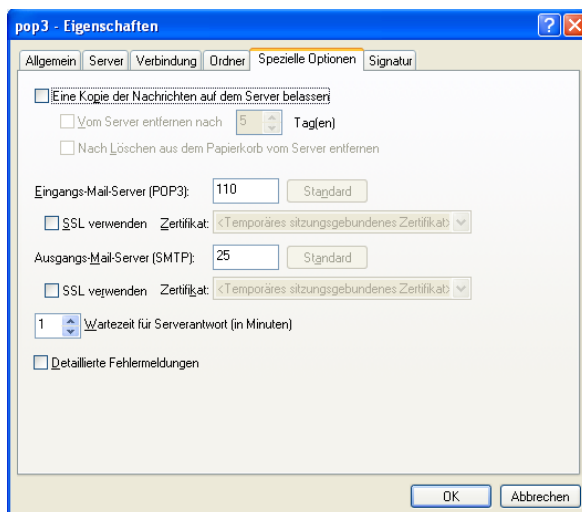 pop3 - Eigenschaften
Allgemein Server Verbindung Ordner Spezielle Optionen Signatur
Eine Kopie der Nachrichten auf dem Server belassen
Vom Server entfernen nach 5 Tag(en)
Nach Löschen aus dem Papierkorb vom Server entfernen
Eingangs-Mail-Server (POP3): 110 Standard
SSL verwenden Zertifikat: <Temporäres sitzungsgebundenes Zertifikat>
Ausgangs-Mail-Server (SMTP): 25 Standard
SSL verwenden Zertifikat: <Temporäres sitzungsgebundenes Zertifikat>
1 Wartezeit für Serverantwort (in Minuten)
Detaillierte Fehlermeldungen
OK Abbrechen